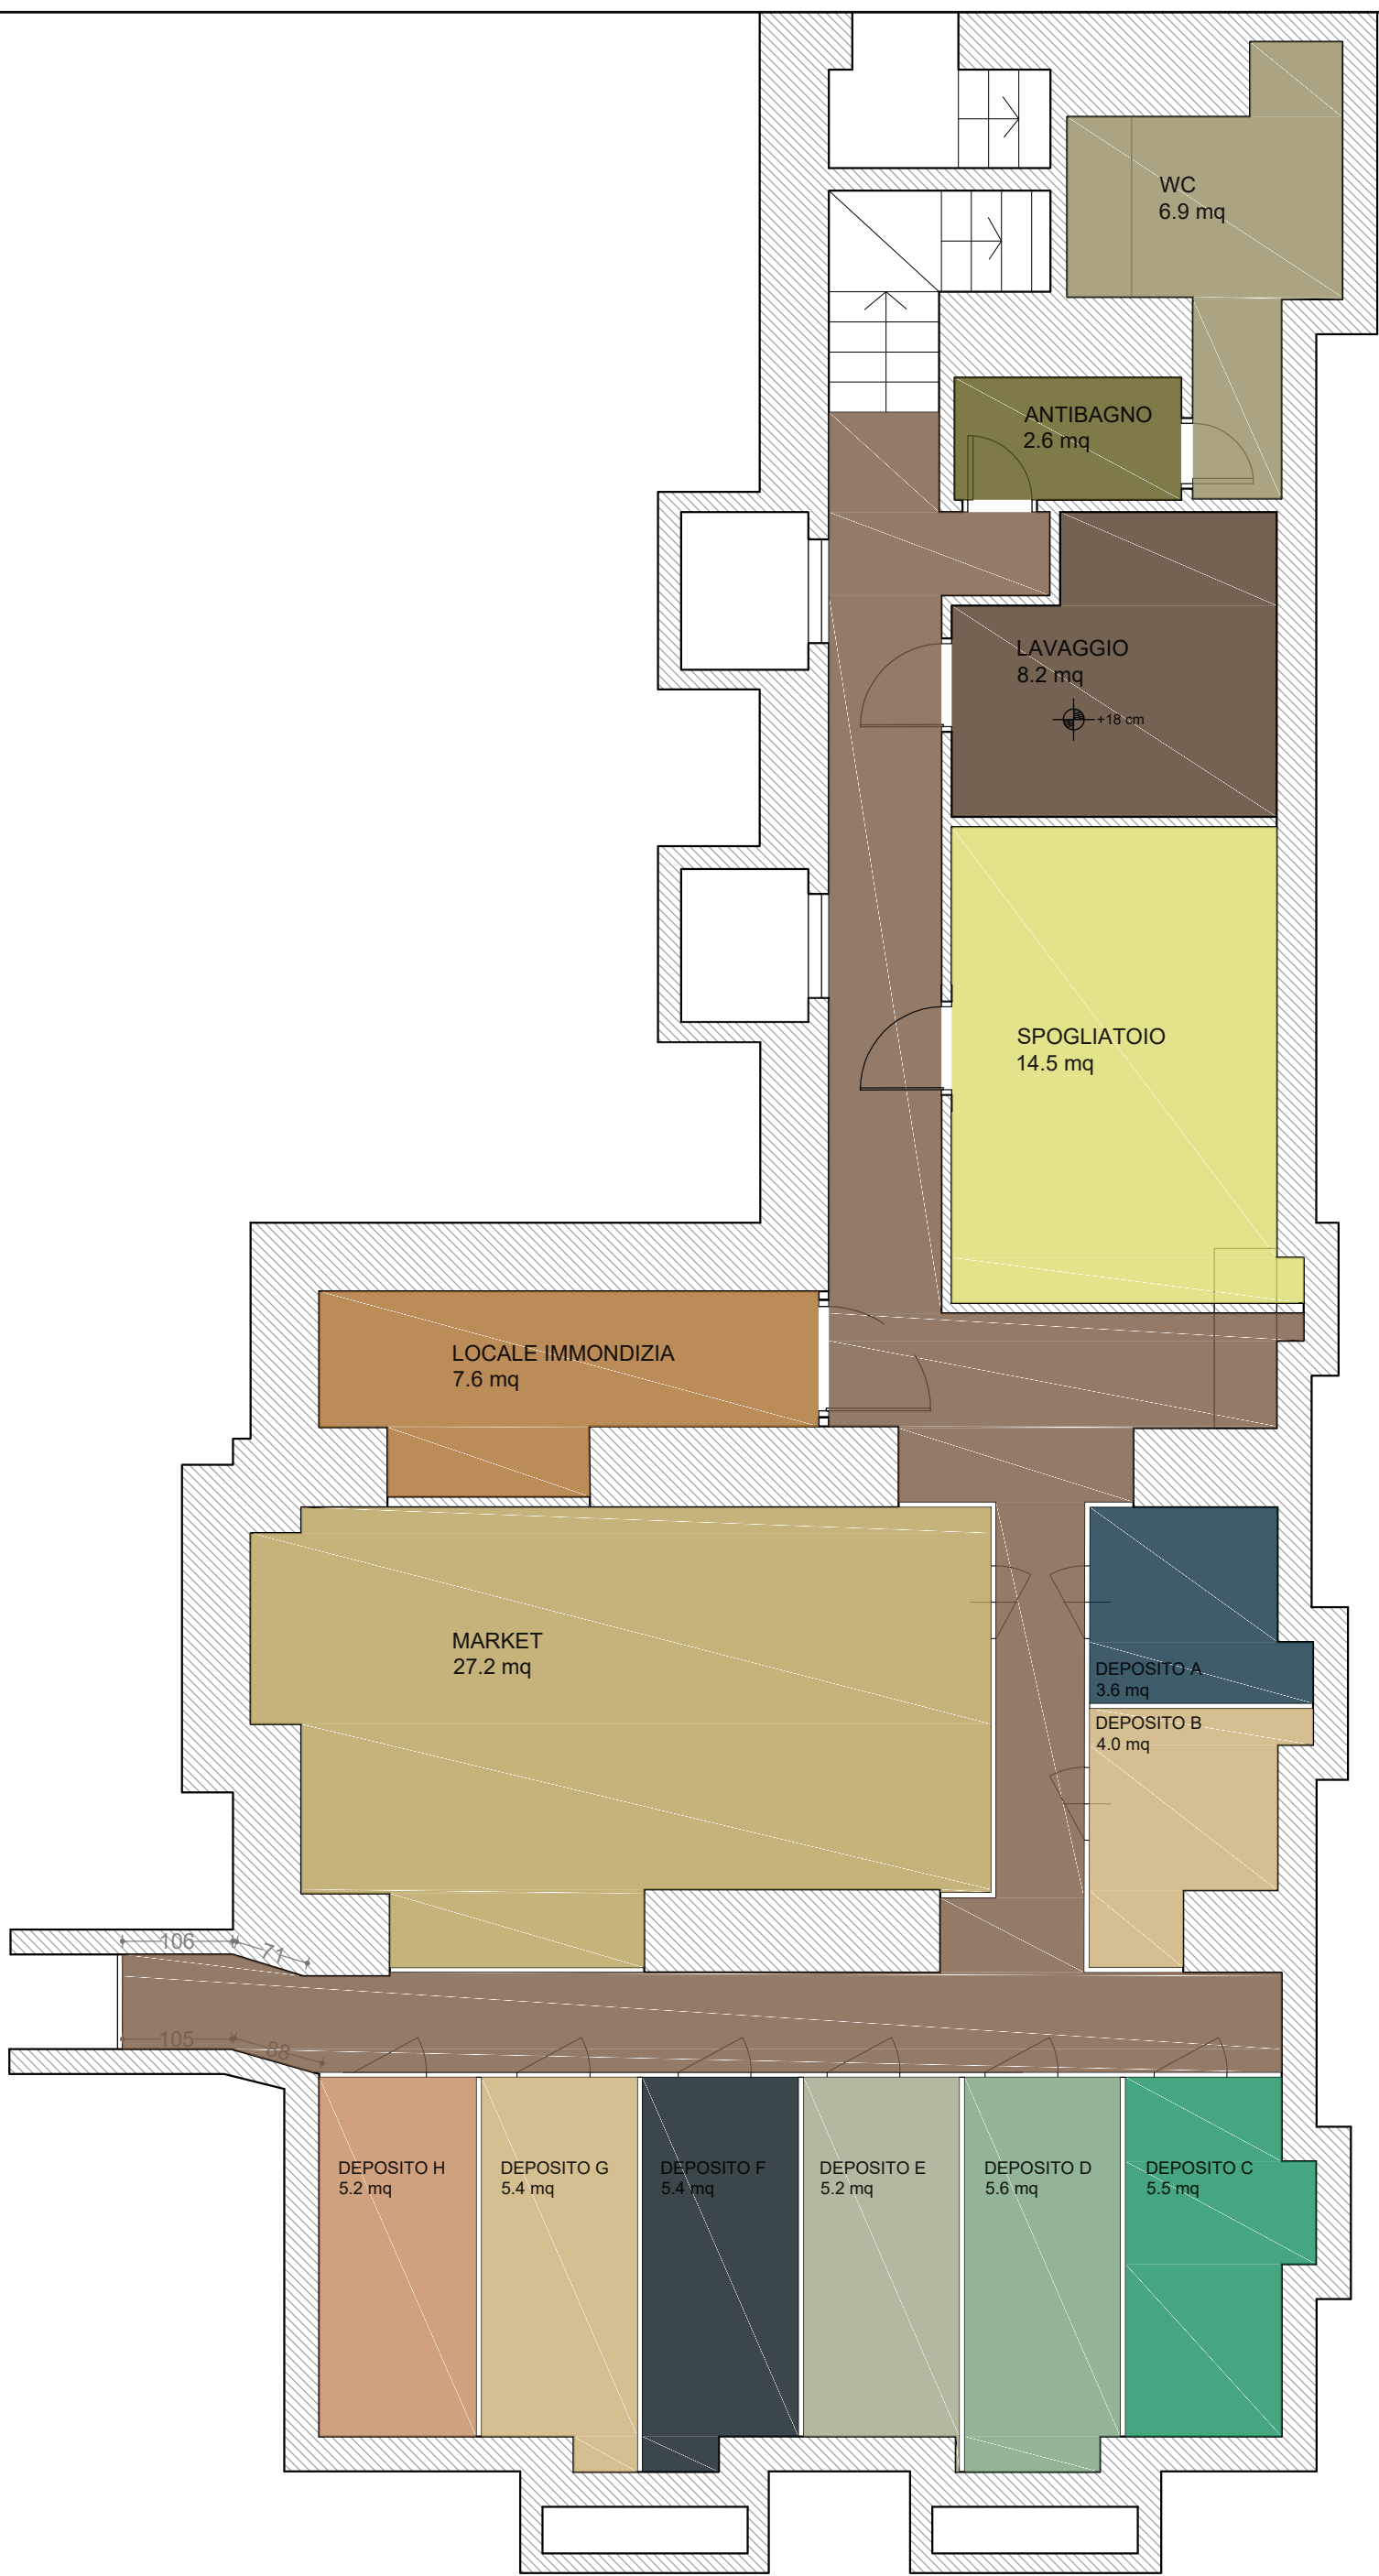 WC
6.9 mq
ANTIBAGNO
2.6 mq
LAVAGGIO
8.2 mq
+18 cm
SPOGLIATOIO
14.5 mq
LOCALE IMMONDIZIA
7.6 mq
MARKET
27.2 mq
DEPOSITO A
3.6 mq
DEPOSITO B
4.0 mq
106
71
105
88
DEPOSITO H
5.2 mq
DEPOSITO G
5.4 mq
DEPOSITO F
5.4 mq
DEPOSITO E
5.2 mq
DEPOSITO D
5.6 mq
DEPOSITO C
5.5 mq